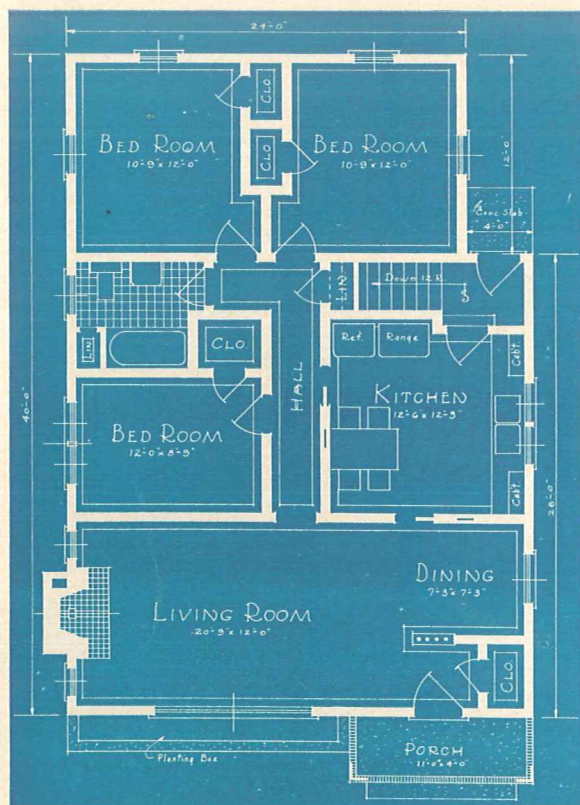 24'-0"
BED ROOM
10'-9" x 12'-0"
CLO
CLO
BED ROOM
10'-9" x 12'-0"
12'-0"
Conc. Slab
4'-0"
LIN
Down 12 R.
S
LIN
CLO.
Ref.
Range
Cab't.
40'-0"
HALL
KITCHEN
12'-6" x 12'-3"
BED ROOM
12'-0" x 8'-9"
Cab't.
28'-0"
DINING
7'-3" x 7'-3"
LIVING ROOM
20'-9" x 12'-0"
CLO.
Planting Box
PORCH
11'-0" x 4'-0"